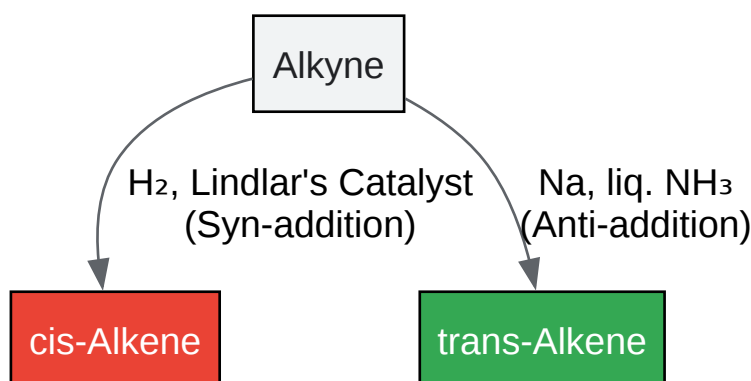 Alkyne
H₂, Lindlar's Catalyst
(Syn-addition)
Na, liq. NH₃
(Anti-addition)
cis-Alkene
trans-Alkene